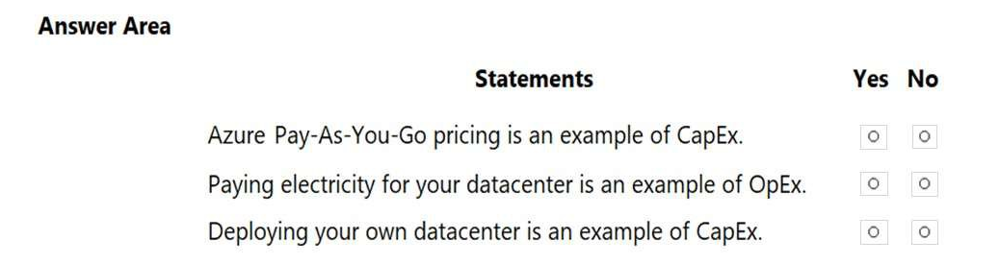 Answer Area
Statements Yes No
Azure Pay-As-You-Go pricing is an example of CapEx.
Paying electricity for your datacenter is an example of OpEx.
Deploying your own datacenter is an example of CapEx.